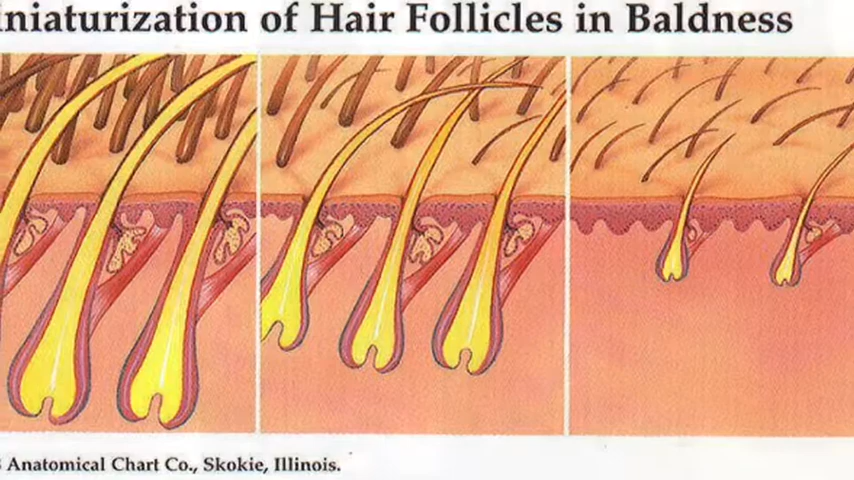 iniaturization of Hair Follicles in Baldness
Anatomical Chart Co., Skokie, Illinois.